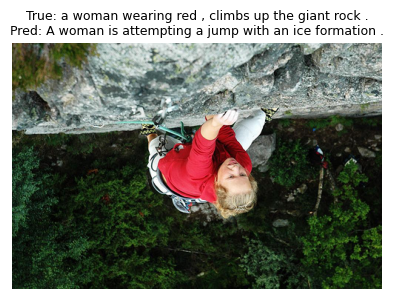 True: a woman wearing red , climbs up the giant rock .
Pred: A woman is attempting a jump with an ice formation .